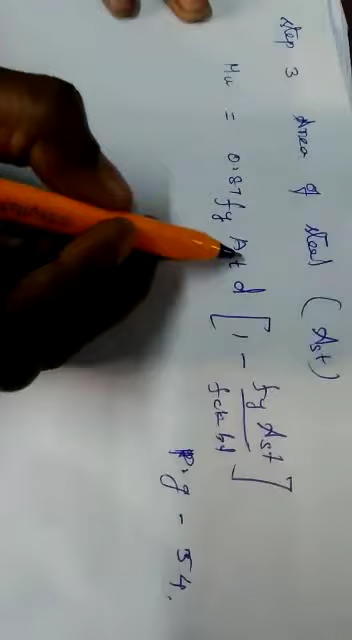 step 3 Area of steel (Ast)
Mu = 0.87 fy Ast d [1 - fy Ast / fck bd]
P.g - 54.